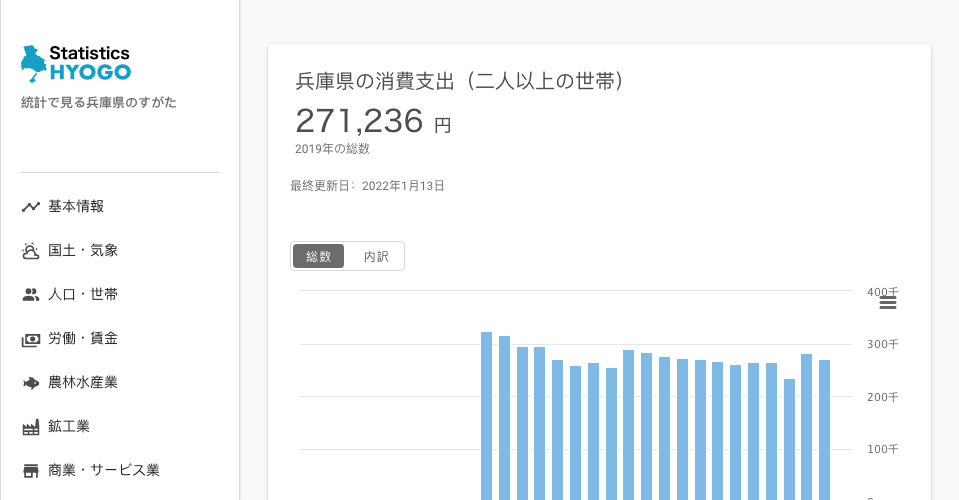 Statistics
HYOGO
統計で見る兵庫県のすがた
基本情報
国土・気象
人口・世帯
労働・賃金
農林水産業
鉱工業
商業・サービス業
兵庫県の消費支出（二人以上の世帯）
271,236 円
2019年の総数
最終更新日：2022年1月13日
総数 内訳
400千
300千
200千
100千